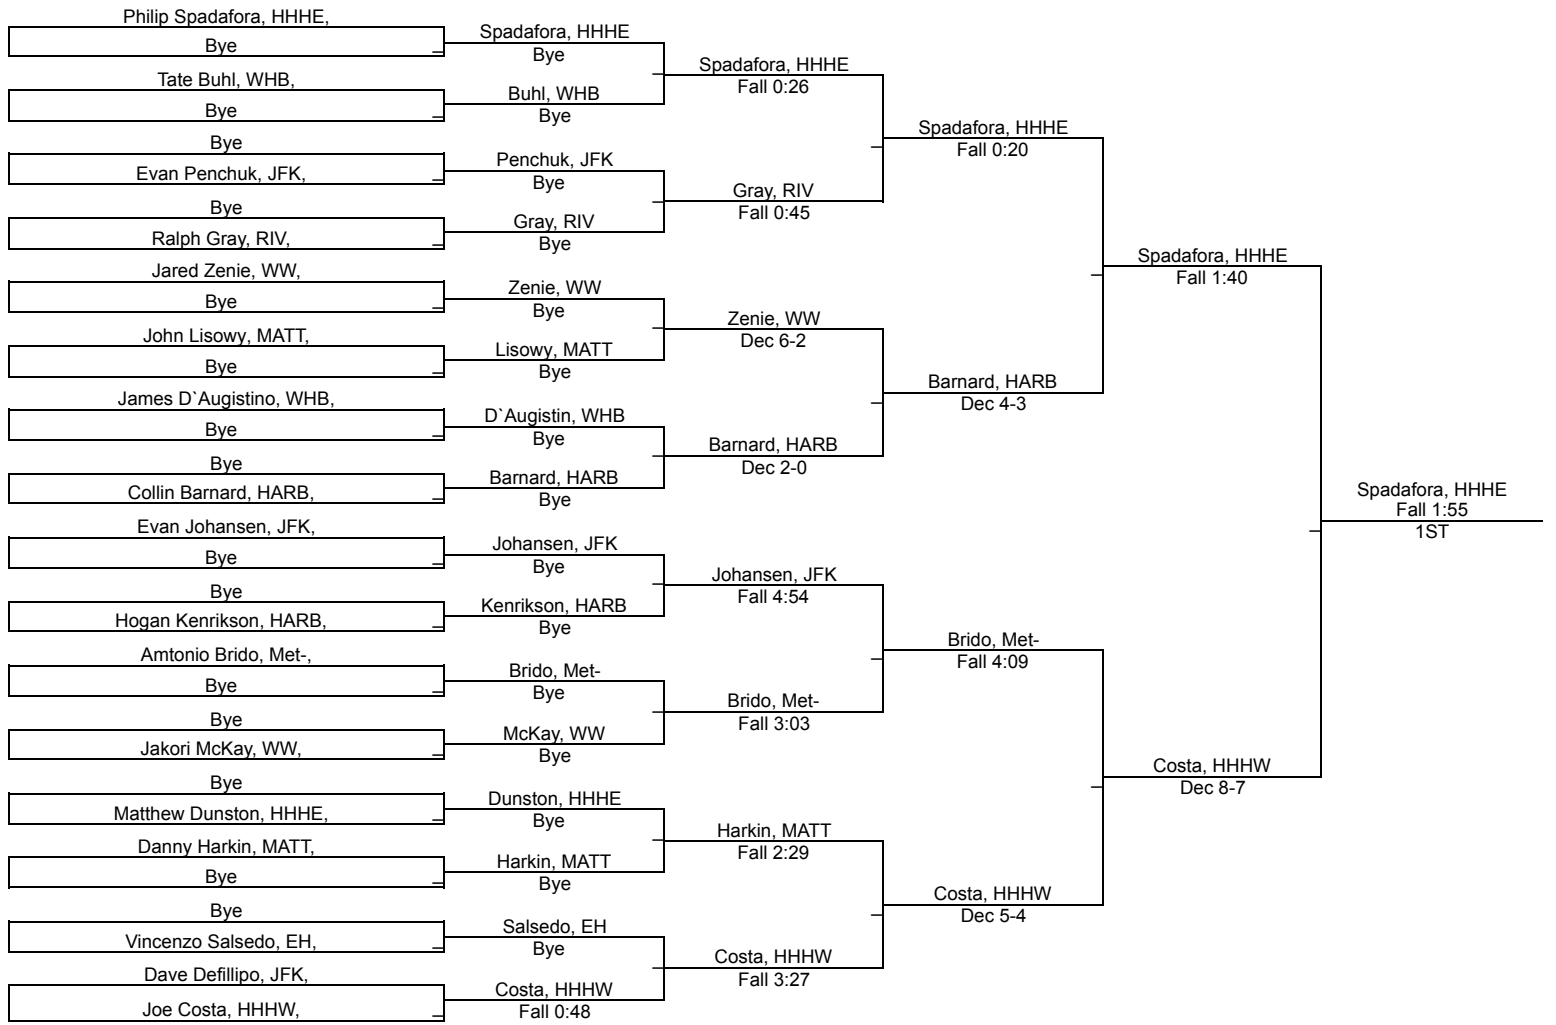 Philip Spadafora, HHHE,
Bye
Tate Buhl, WHB,
Bye
Bye
Evan Penchuk, JFK,
Bye
Ralph Gray, RIV,
Jared Zenie, WW,
Bye
John Lisowy, MATT,
Bye
James D`Augistino, WHB,
Bye
Bye
Collin Barnard, HARB,
Evan Johansen, JFK,
Bye
Bye
Hogan Kenrikson, HARB,
Amtonio Brido, Met-,
Bye
Bye
Jakori McKay, WW,
Bye
Matthew Dunston, HHHE,
Danny Harkin, MATT,
Bye
Bye
Vincenzo Salsedo, EH,
Dave Defillipo, JFK,
Joe Costa, HHHW,
Spadafora, HHHE
Bye
Buhl, WHB
Bye
Penchuk, JFK
Bye
Gray, RIV
Bye
Zenie, WW
Bye
Lisowy, MATT
Bye
D`Augistin, WHB
Bye
Barnard, HARB
Bye
Johansen, JFK
Bye
Kenrikson, HARB
Bye
Brido, Met-
Bye
McKay, WW
Bye
Dunston, HHHE
Bye
Harkin, MATT
Bye
Salsedo, EH
Bye
Costa, HHHW
Fall 0:48
Spadafora, HHHE
Fall 0:26
Gray, RIV
Fall 0:45
Zenie, WW
Dec 6-2
Barnard, HARB
Dec 2-0
Johansen, JFK
Fall 4:54
Brido, Met-
Fall 3:03
Harkin, MATT
Fall 2:29
Costa, HHHW
Fall 3:27
Spadafora, HHHE
Fall 0:20
Barnard, HARB
Dec 4-3
Brido, Met-
Fall 4:09
Costa, HHHW
Dec 5-4
Spadafora, HHHE
Fall 1:40
Costa, HHHW
Dec 8-7
Spadafora, HHHE
Fall 1:55
1ST